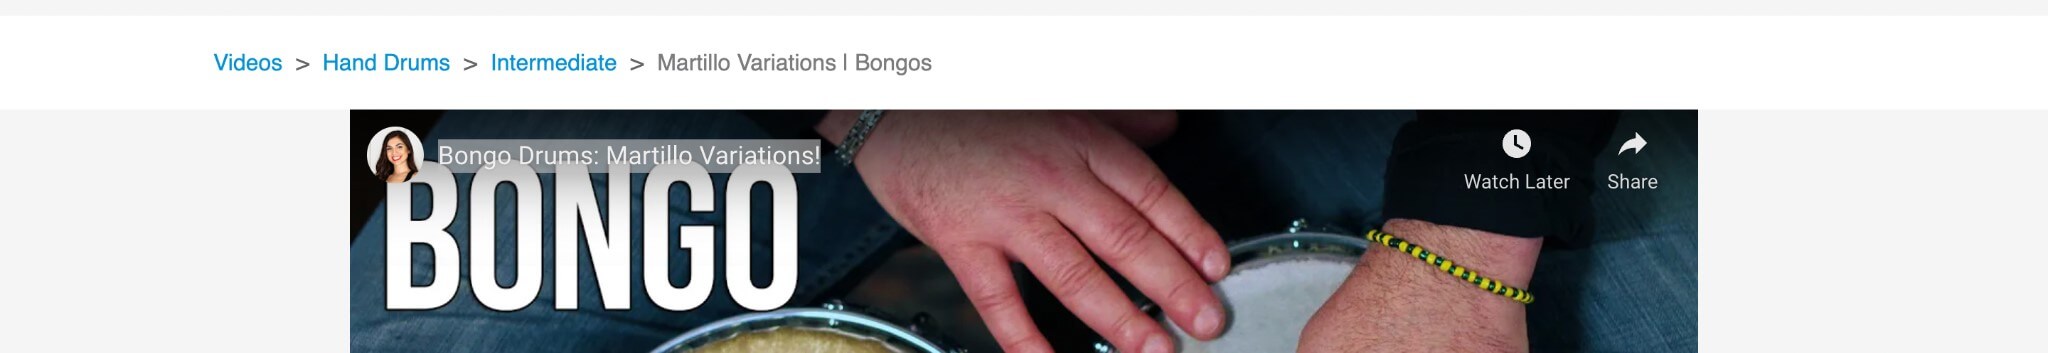 Videos > Hand Drums > Intermediate > Martillo Variations | Bongos
Bongo Drums: Martillo Variations!
Watch Later
Share
BONGO